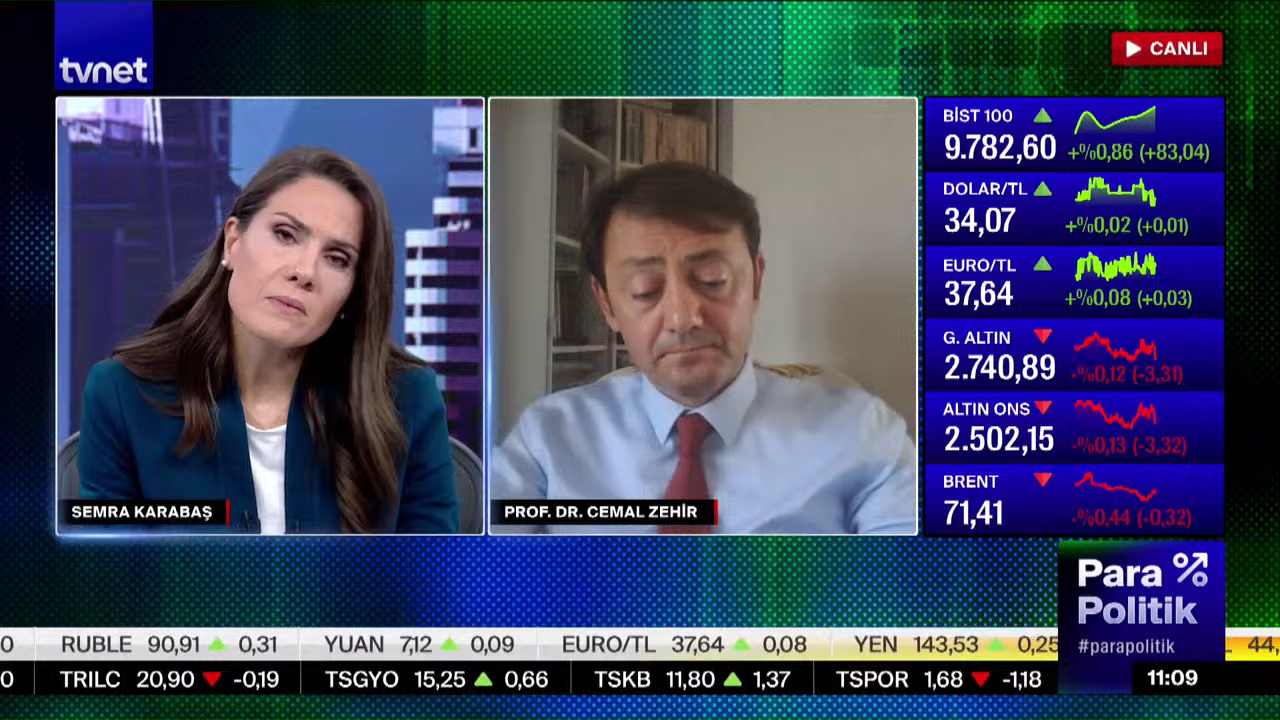 tvnet
CANLI
BİST 100
9.782,60
+%0,86 (+83,04)
DOLAR/TL
34,07
+%0,02 (+0,01)
EURO/TL
37,64
+%0,08 (+0,03)
G. ALTIN
2.740,89
-%0,12 (-3,31)
ALTIN ONS
2.502,15
-%0,13 (-3,32)
BRENT
71,41
-%0,44 (-0,32)
SEMRA KARABAŞ
PROF. DR. CEMAL ZEHİR
Para %
Politik
#parapolitik
0 RUBLE 90,91 0,31 YUAN 7,12 0,09 EURO/TL 37,64 0,08 YEN 143,53 0,25 44,
0 TRILC 20,90 -0,19 TSGYO 15,25 0,66 TSKB 11,80 1,37 TSPOR 1,68 -1,18
11:09